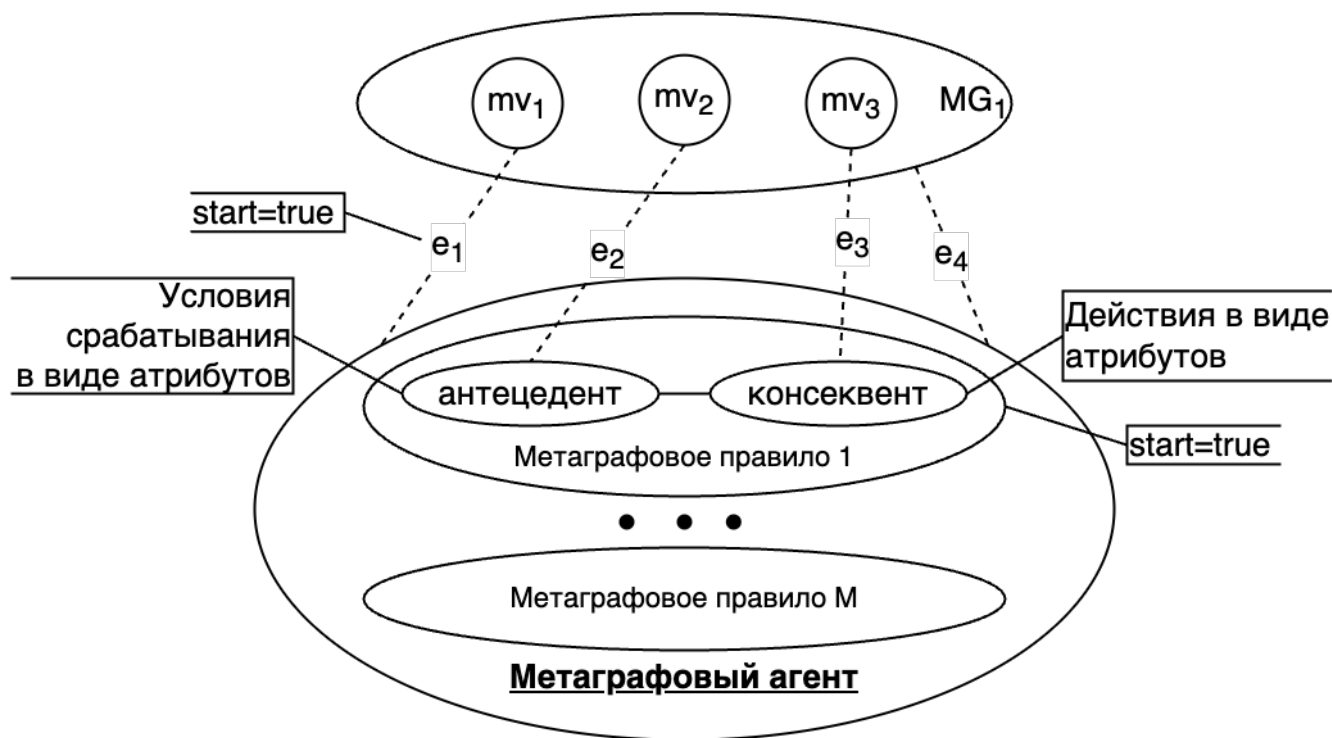 mv₁ mv₂ mv₃ MG₁
start=true
e₁ e₂ e₃ e₄
Условия
срабатывания
в виде атрибутов
Действия в виде
атрибутов
антецедент консеквент
start=true
Метаграфовое правило 1
Метаграфовое правило М
Метаграфовый агент